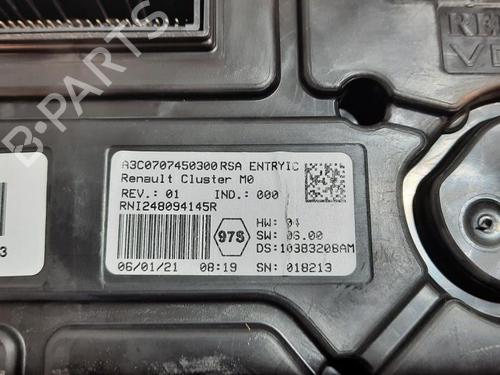 A3C0707450300 RSA ENTRYIC
Renault Cluster M0
REV.: 01 IND.: 000
RNI248094145R
97S
HW: 04
SW: 06.00
DS:10383208AM
06/01/21 08:19 SN: 018213
3
B-PARTS